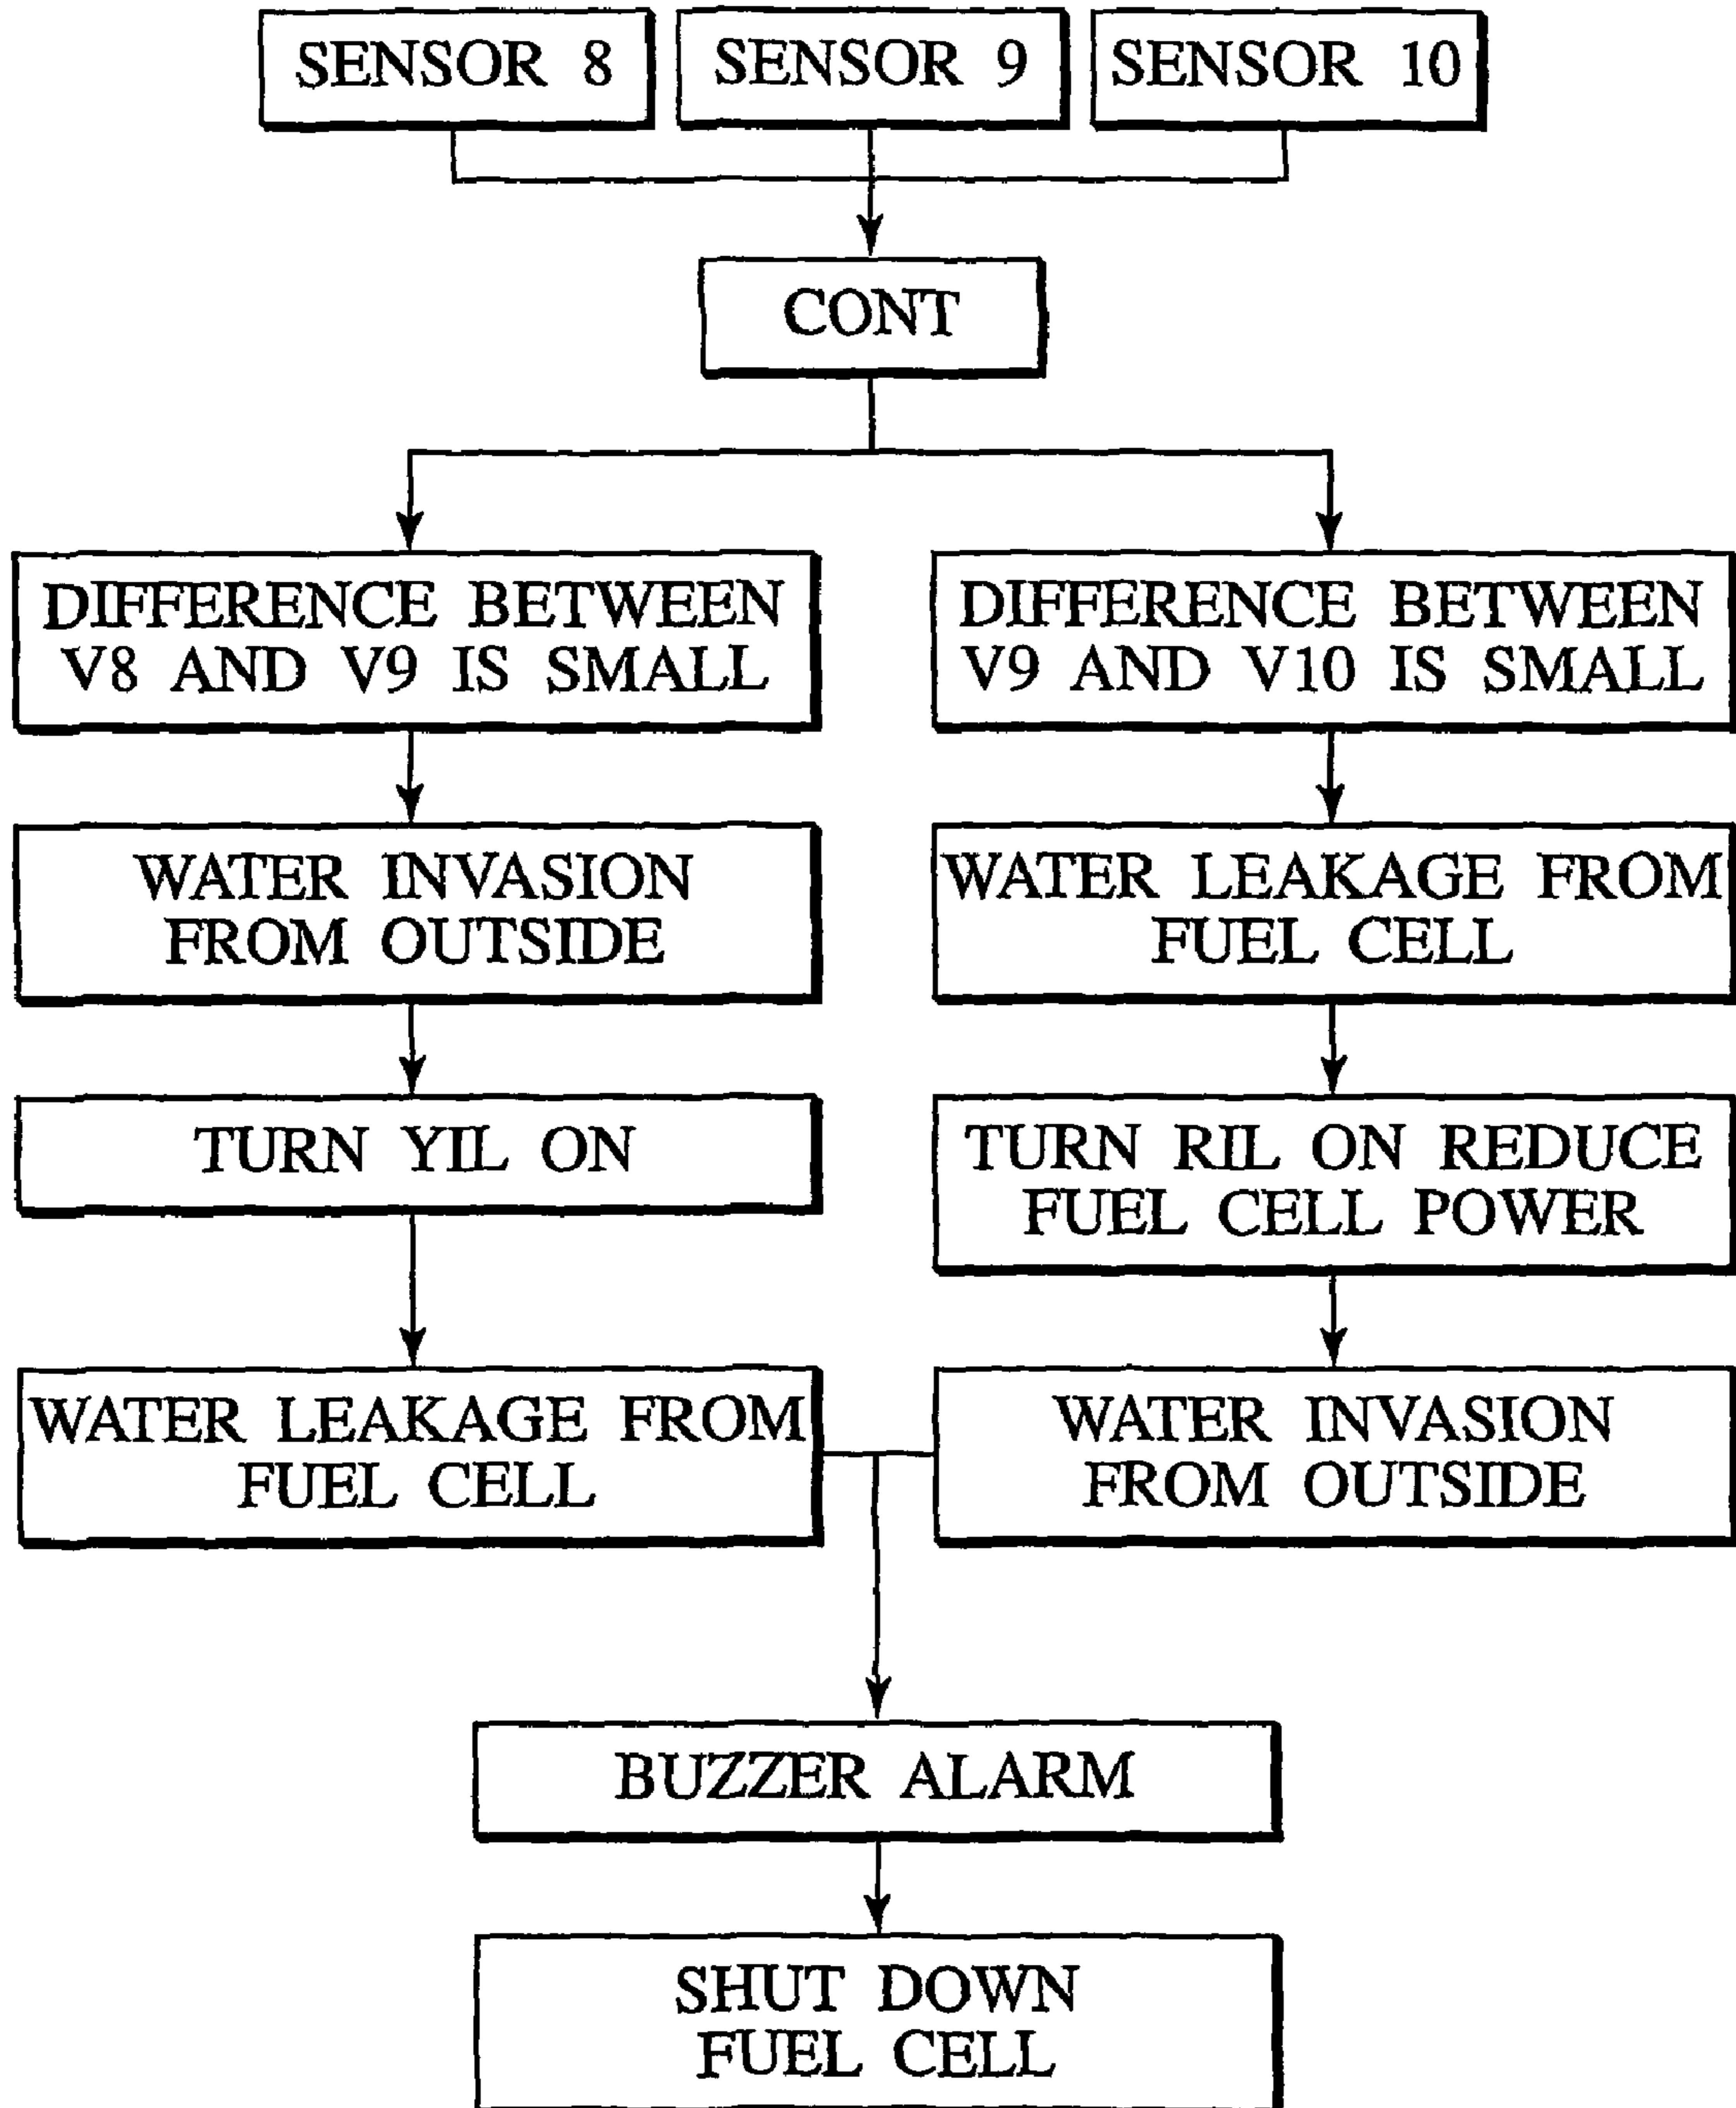 SENSOR 8
SENSOR 9
SENSOR 10
CONT
DIFFERENCE BETWEEN
V8 AND V9 IS SMALL
DIFFERENCE BETWEEN
V9 AND V10 IS SMALL
WATER INVASION
FROM OUTSIDE
WATER LEAKAGE FROM
FUEL CELL
TURN YIL ON
TURN RIL ON REDUCE
FUEL CELL POWER
WATER LEAKAGE FROM
FUEL CELL
WATER INVASION
FROM OUTSIDE
BUZZER ALARM
SHUT DOWN
FUEL CELL